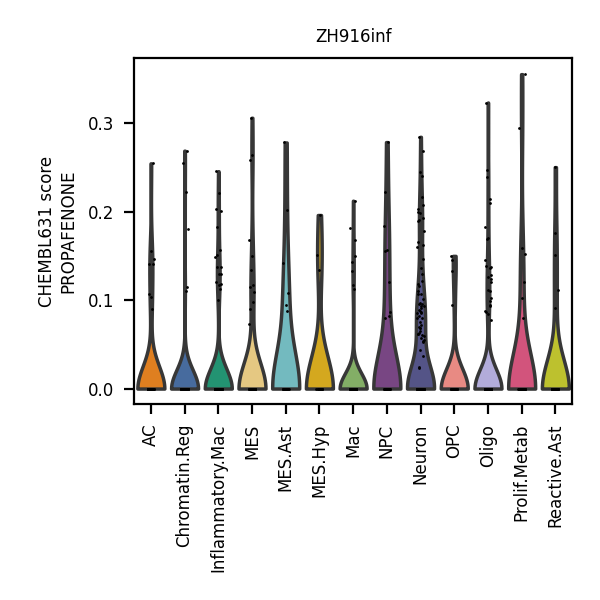 ZH916inf
CHEMBL631 score
PROPAFENONE
0.3
0.2
0.1
0.0
AC
Chromatin.Reg
Inflammatory.Mac
MES
MES.Ast
MES.Hyp
Mac
NPC
Neuron
OPC
Oligo
Prolif.Metab
Reactive.Ast